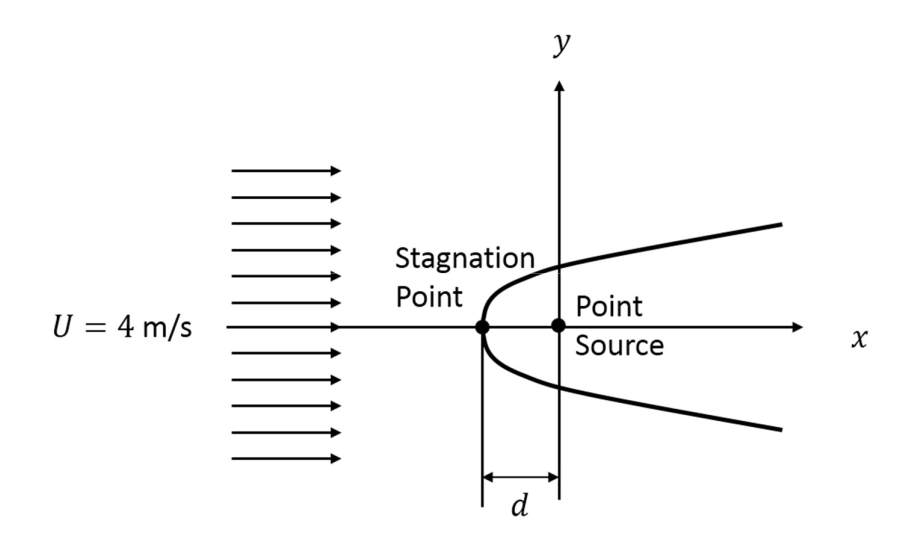 y
Stagnation
Point
Point
Source
U = 4 m/s
x
d